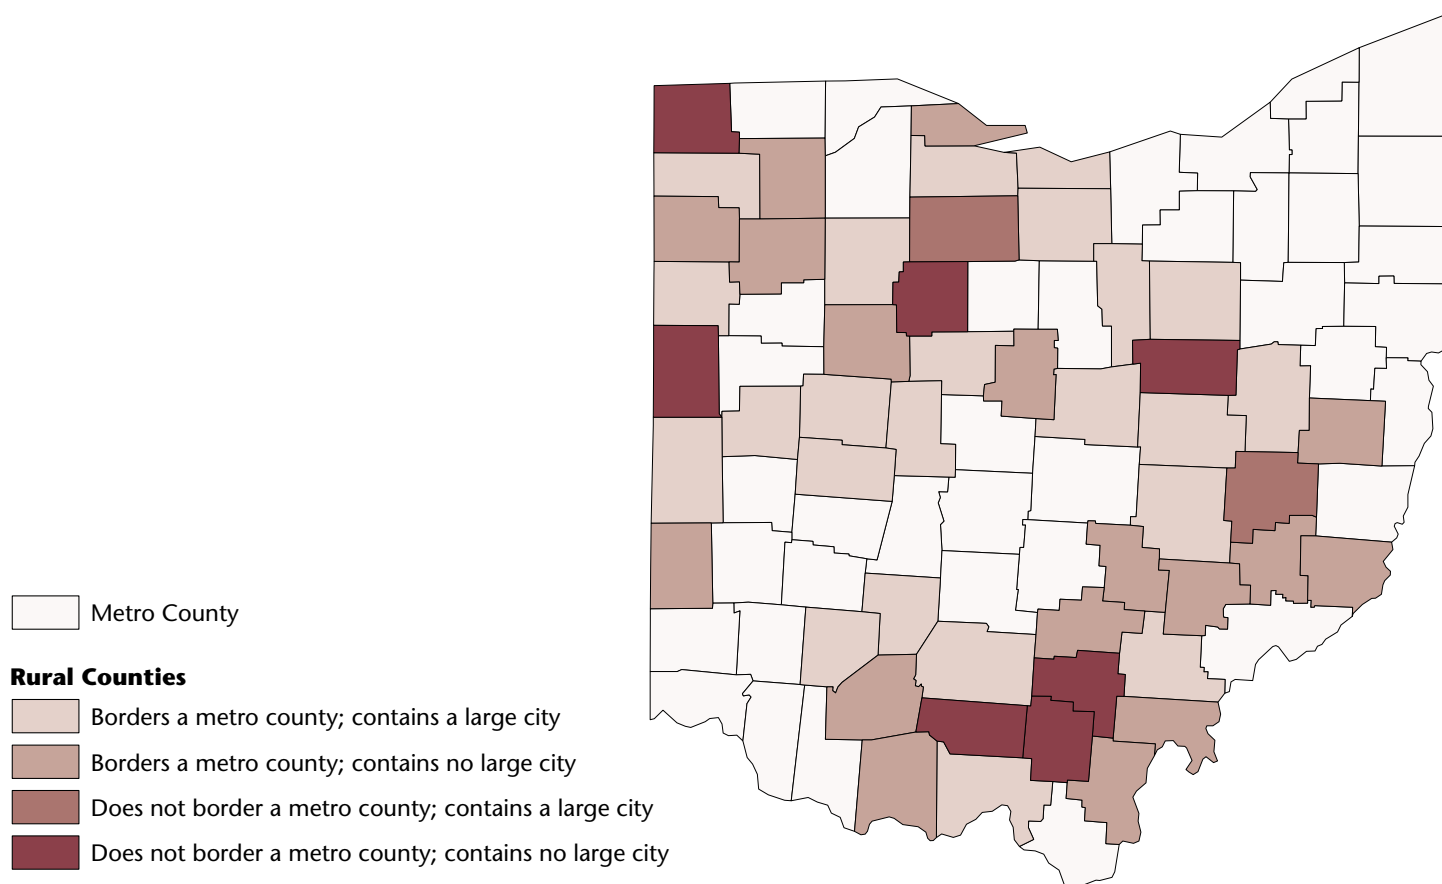 Metro County
Rural Counties
Borders a metro county; contains a large city
Borders a metro county; contains no large city
Does not border a metro county; contains a large city
Does not border a metro county; contains no large city